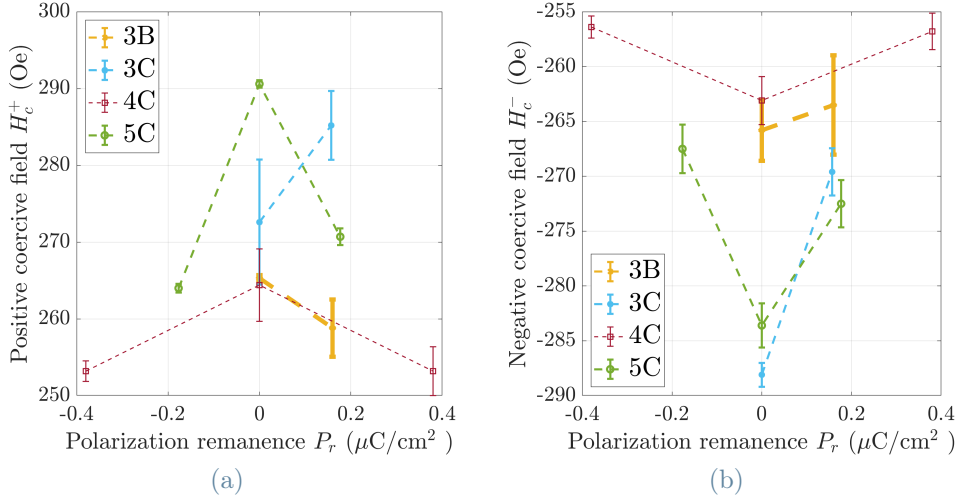 300
290
280
270
260
250
-0.4
-0.2
0
0.2
0.4
Positive coercive field H_c^+ (Oe)
Polarization remanence P_r (μC/cm²)
3B
3C
4C
5C
(a)
-255
-260
-265
-270
-275
-280
-285
-290
-0.4
-0.2
0
0.2
0.4
Negative coercive field H_c^- (Oe)
Polarization remanence P_r (μC/cm²)
3B
3C
4C
5C
(b)